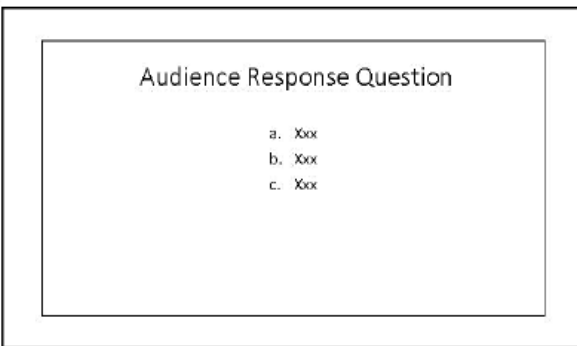 Audience Response Question
a. Xxx
b. Xxx
c. Xxx